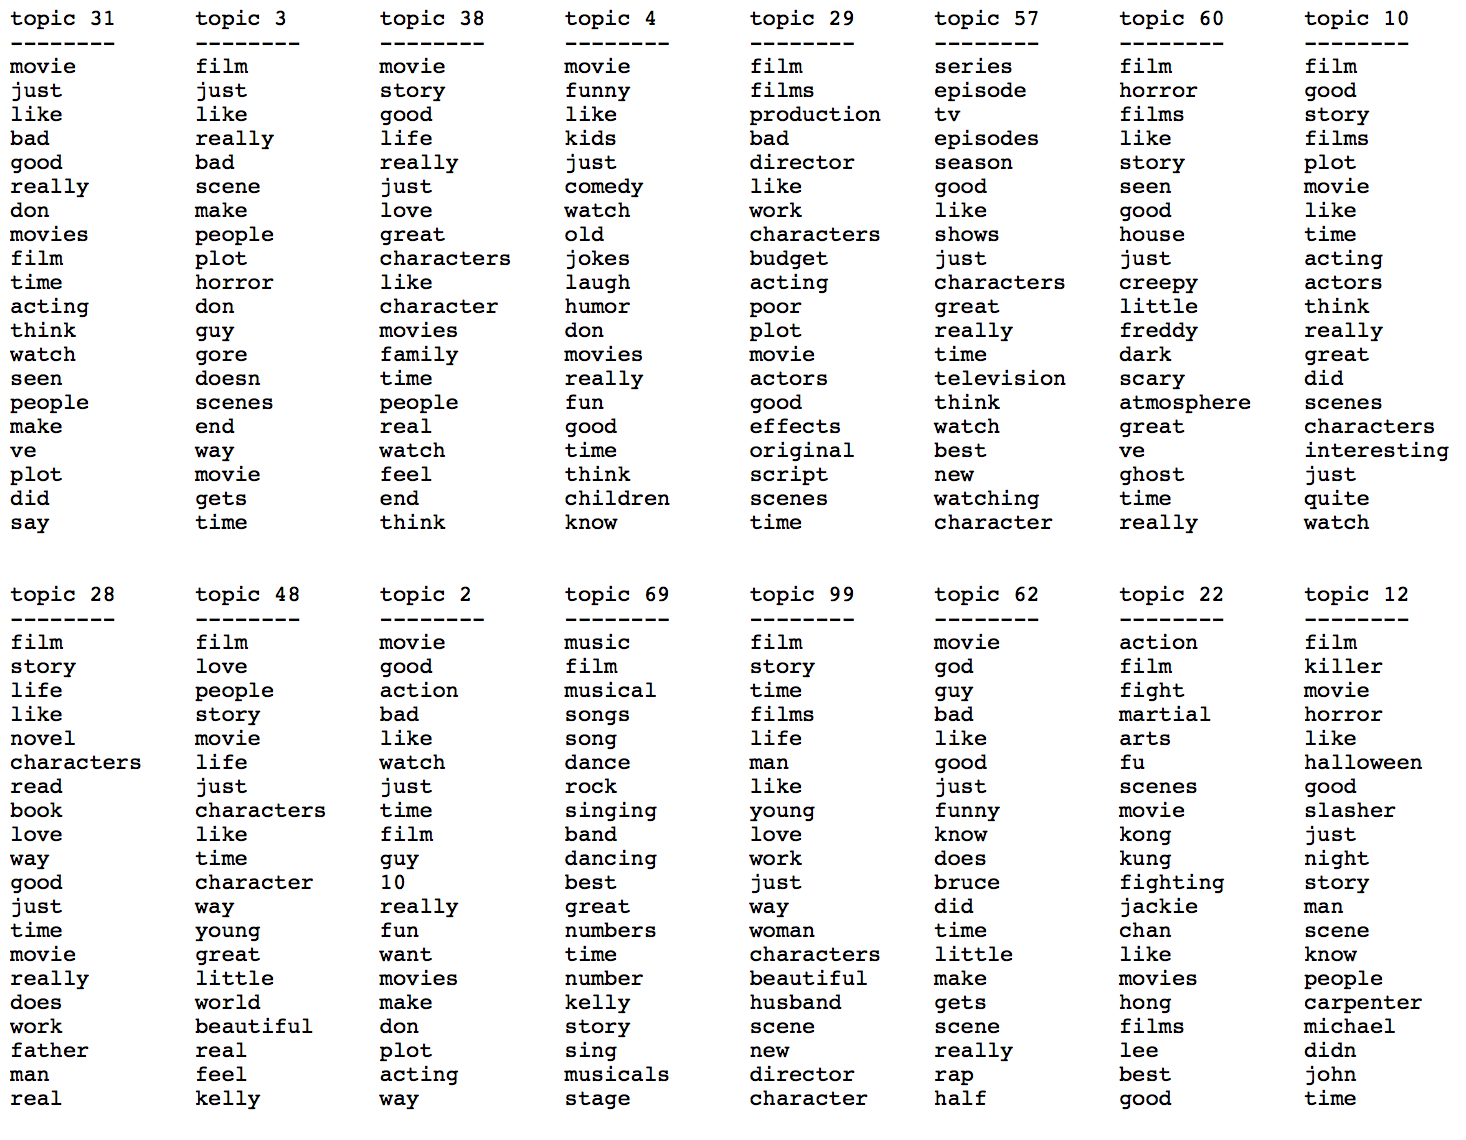 topic 31 topic 3 topic 38 topic 4 topic 29 topic 57 topic 60 topic 10
-------- -------- -------- -------- -------- -------- -------- --------
movie film movie movie film series film film
just just story funny films episode horror good
like like good like production tv films story
bad really life kids bad episodes like films
good bad really just director season story plot
really scene just comedy like good seen movie
don make love watch work like good like
movies people great old characters shows house time
film plot characters jokes budget just just acting
time horror like laugh acting characters creepy actors
acting don character humor poor great little think
think guy movies don plot really freddy really
watch gore family movies movie time dark great
seen doesn time really actors television scary did
people scenes people fun good think atmosphere scenes
make end real good effects watch great characters
ve way watch time original best ve interesting
plot movie feel think script new ghost just
did gets end children scenes watching time quite
say time think know time character really watch
topic 28 topic 48 topic 2 topic 69 topic 99 topic 62 topic 22 topic 12
-------- -------- -------- -------- -------- -------- -------- --------
film film movie music film movie action film
story love good film story god film killer
life people action musical time guy fight movie
like story bad songs films bad martial horror
novel movie like song life like arts like
characters life watch dance man good fu halloween
read just just rock like just scenes good
book characters time singing young funny movie slasher
love like film band love know kong just
way time guy dancing work does kung night
good character 10 best just bruce fighting story
just way really great way did jackie man
time young fun numbers woman time chan scene
movie great want time characters little like know
really little movies number beautiful make movies people
does world make kelly husband gets hong carpenter
work beautiful don story scene scene films michael
father real plot sing new really lee didn
man feel acting musicals director rap best john
real kelly way stage character half good time